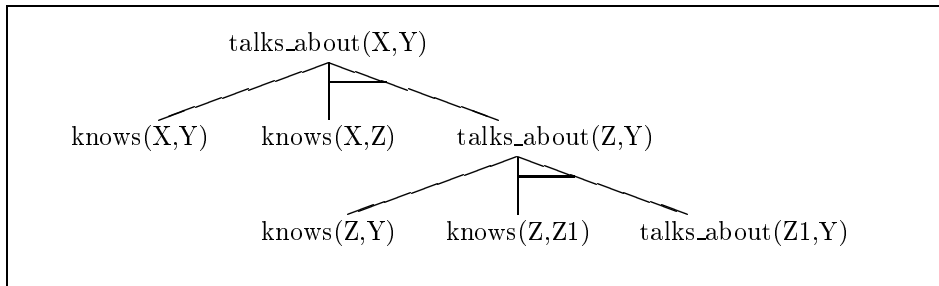 talks_about(X,Y)
knows(X,Y) knows(X,Z) talks_about(Z,Y)
knows(Z,Y) knows(Z,Z1) talks_about(Z1,Y)